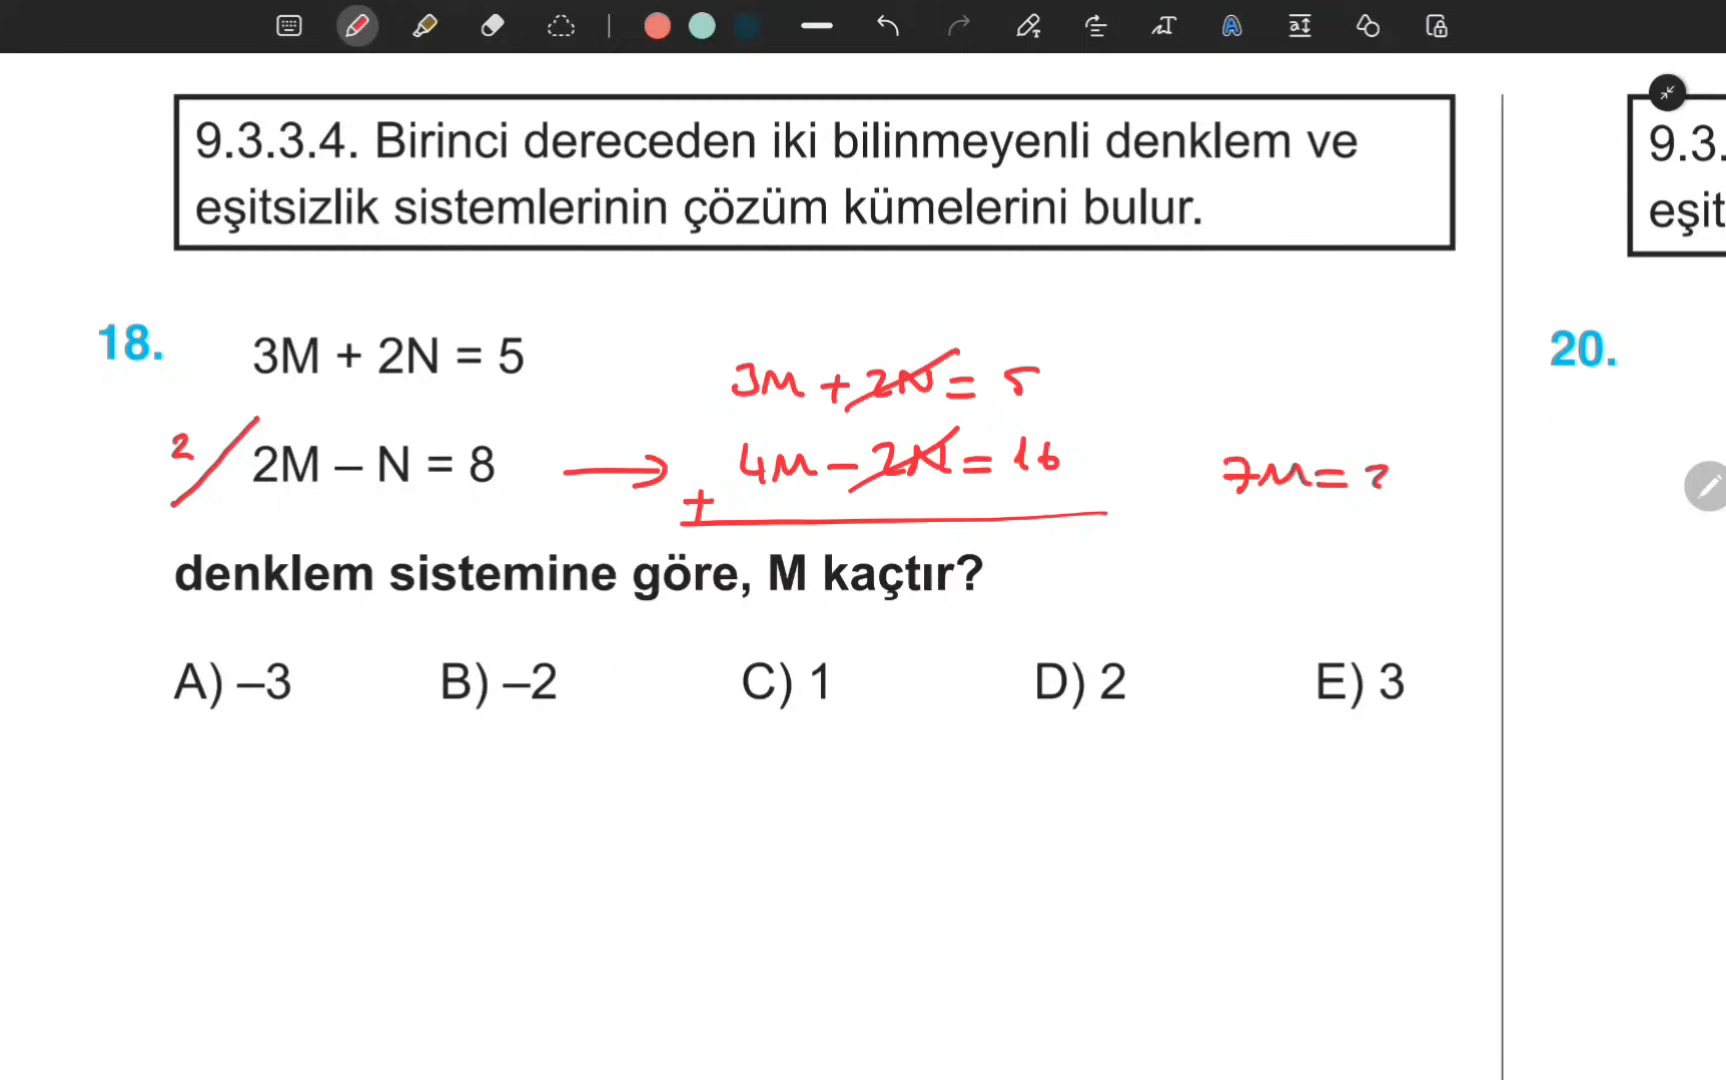 9.3.3.4. Birinci dereceden iki bilinmeyenli denklem ve
eşitsizlik sistemlerinin çözüm kümelerini bulur.
18.
3M + 2N = 5
2M – N = 8
2
3M + 2N = 5
4M – 2N = 16
+
7M = ?
denklem sistemine göre, M kaçtır?
A) –3 B) –2 C) 1 D) 2 E) 3
9.3.
eşit
20.